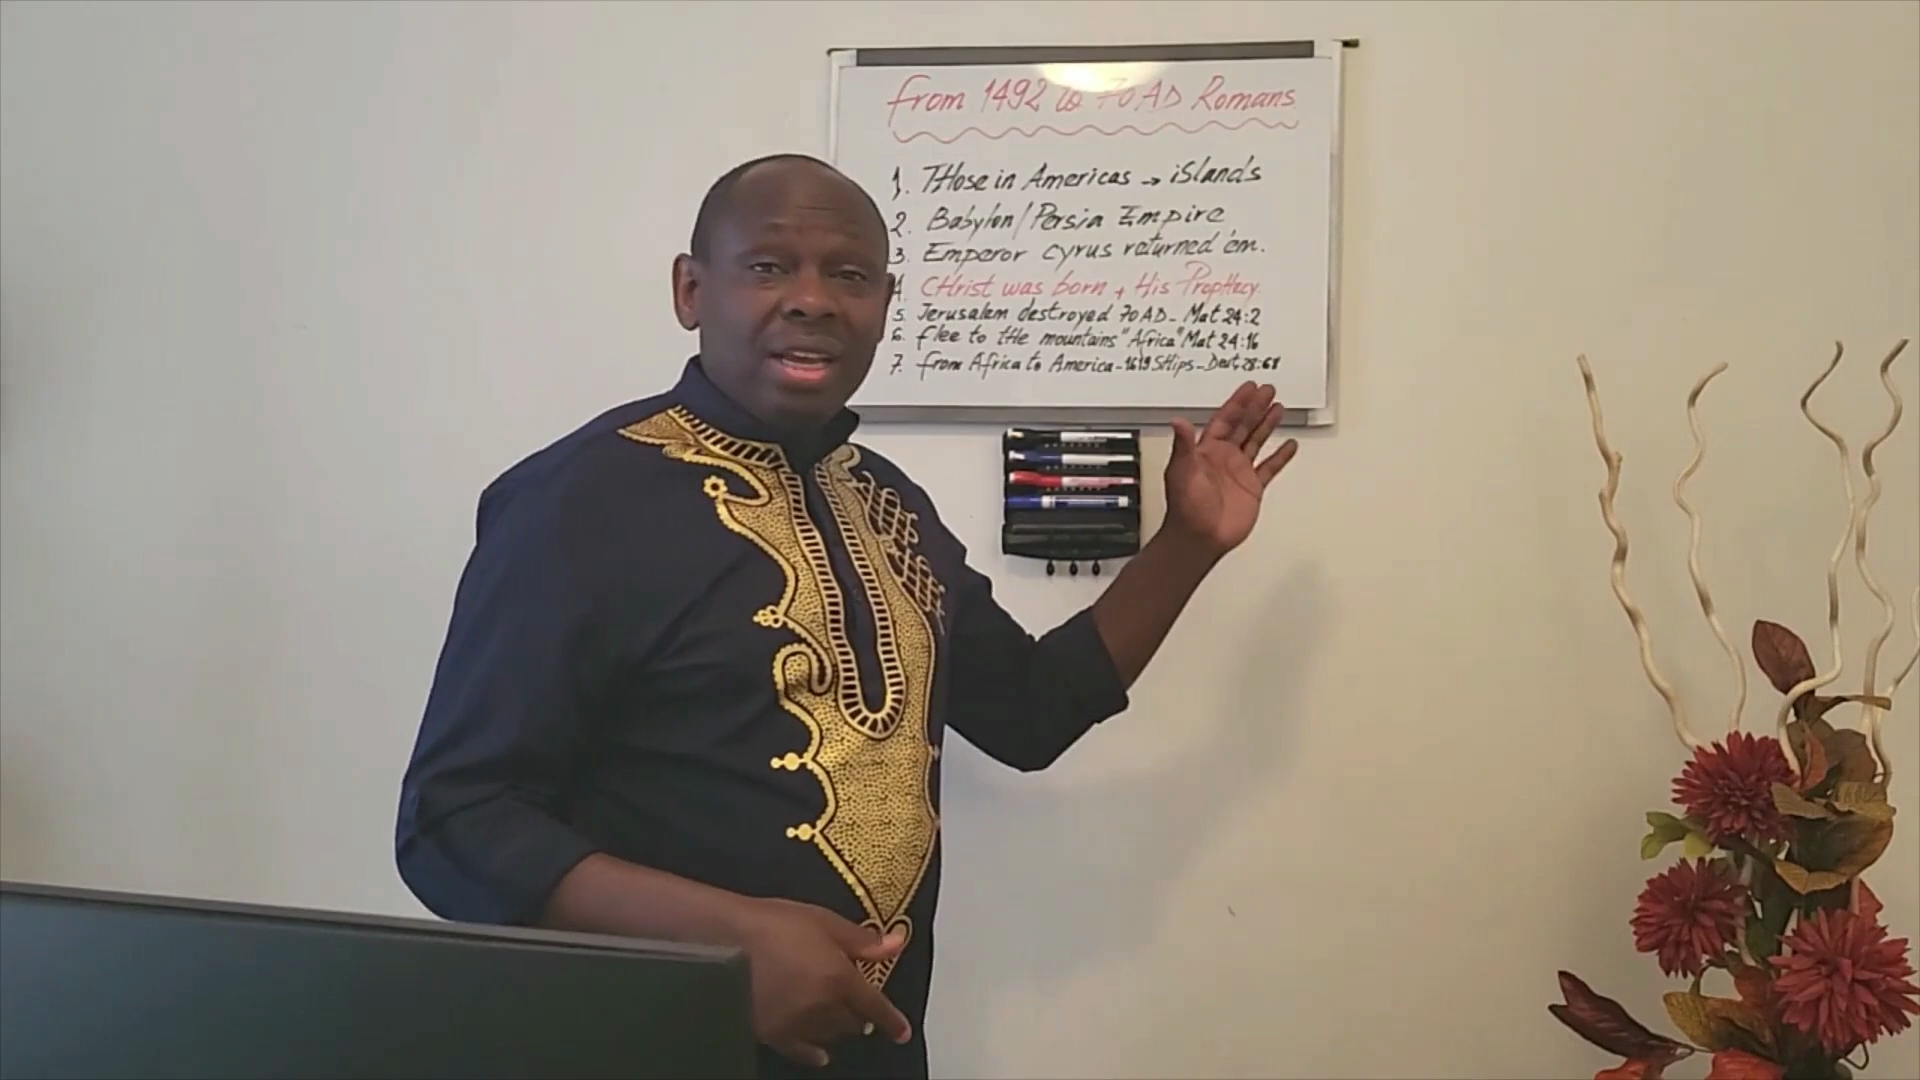 From 1492 to 70 AD Romans
1. THose in Americas → iSlands
2. Babylon/Persia Empire
3. Emperor cyrus returned 'em.
4. CHrist was born + His PropHecy.
5. Jerusalem destroyed 70 AD - Mat 24:2
6. flee to tHe mountains "Africa" Mat 24:16
7. from Africa to America - 1619 SHips - Deut, 28:68